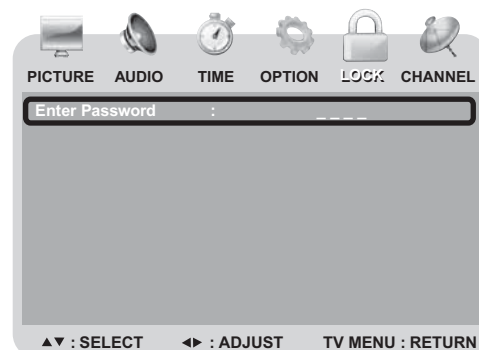 PICTURE AUDIO TIME OPTION LOCK CHANNEL
Enter Password : _ _ _ _
▲▼ : SELECT ◀▶ : ADJUST TV MENU : RETURN